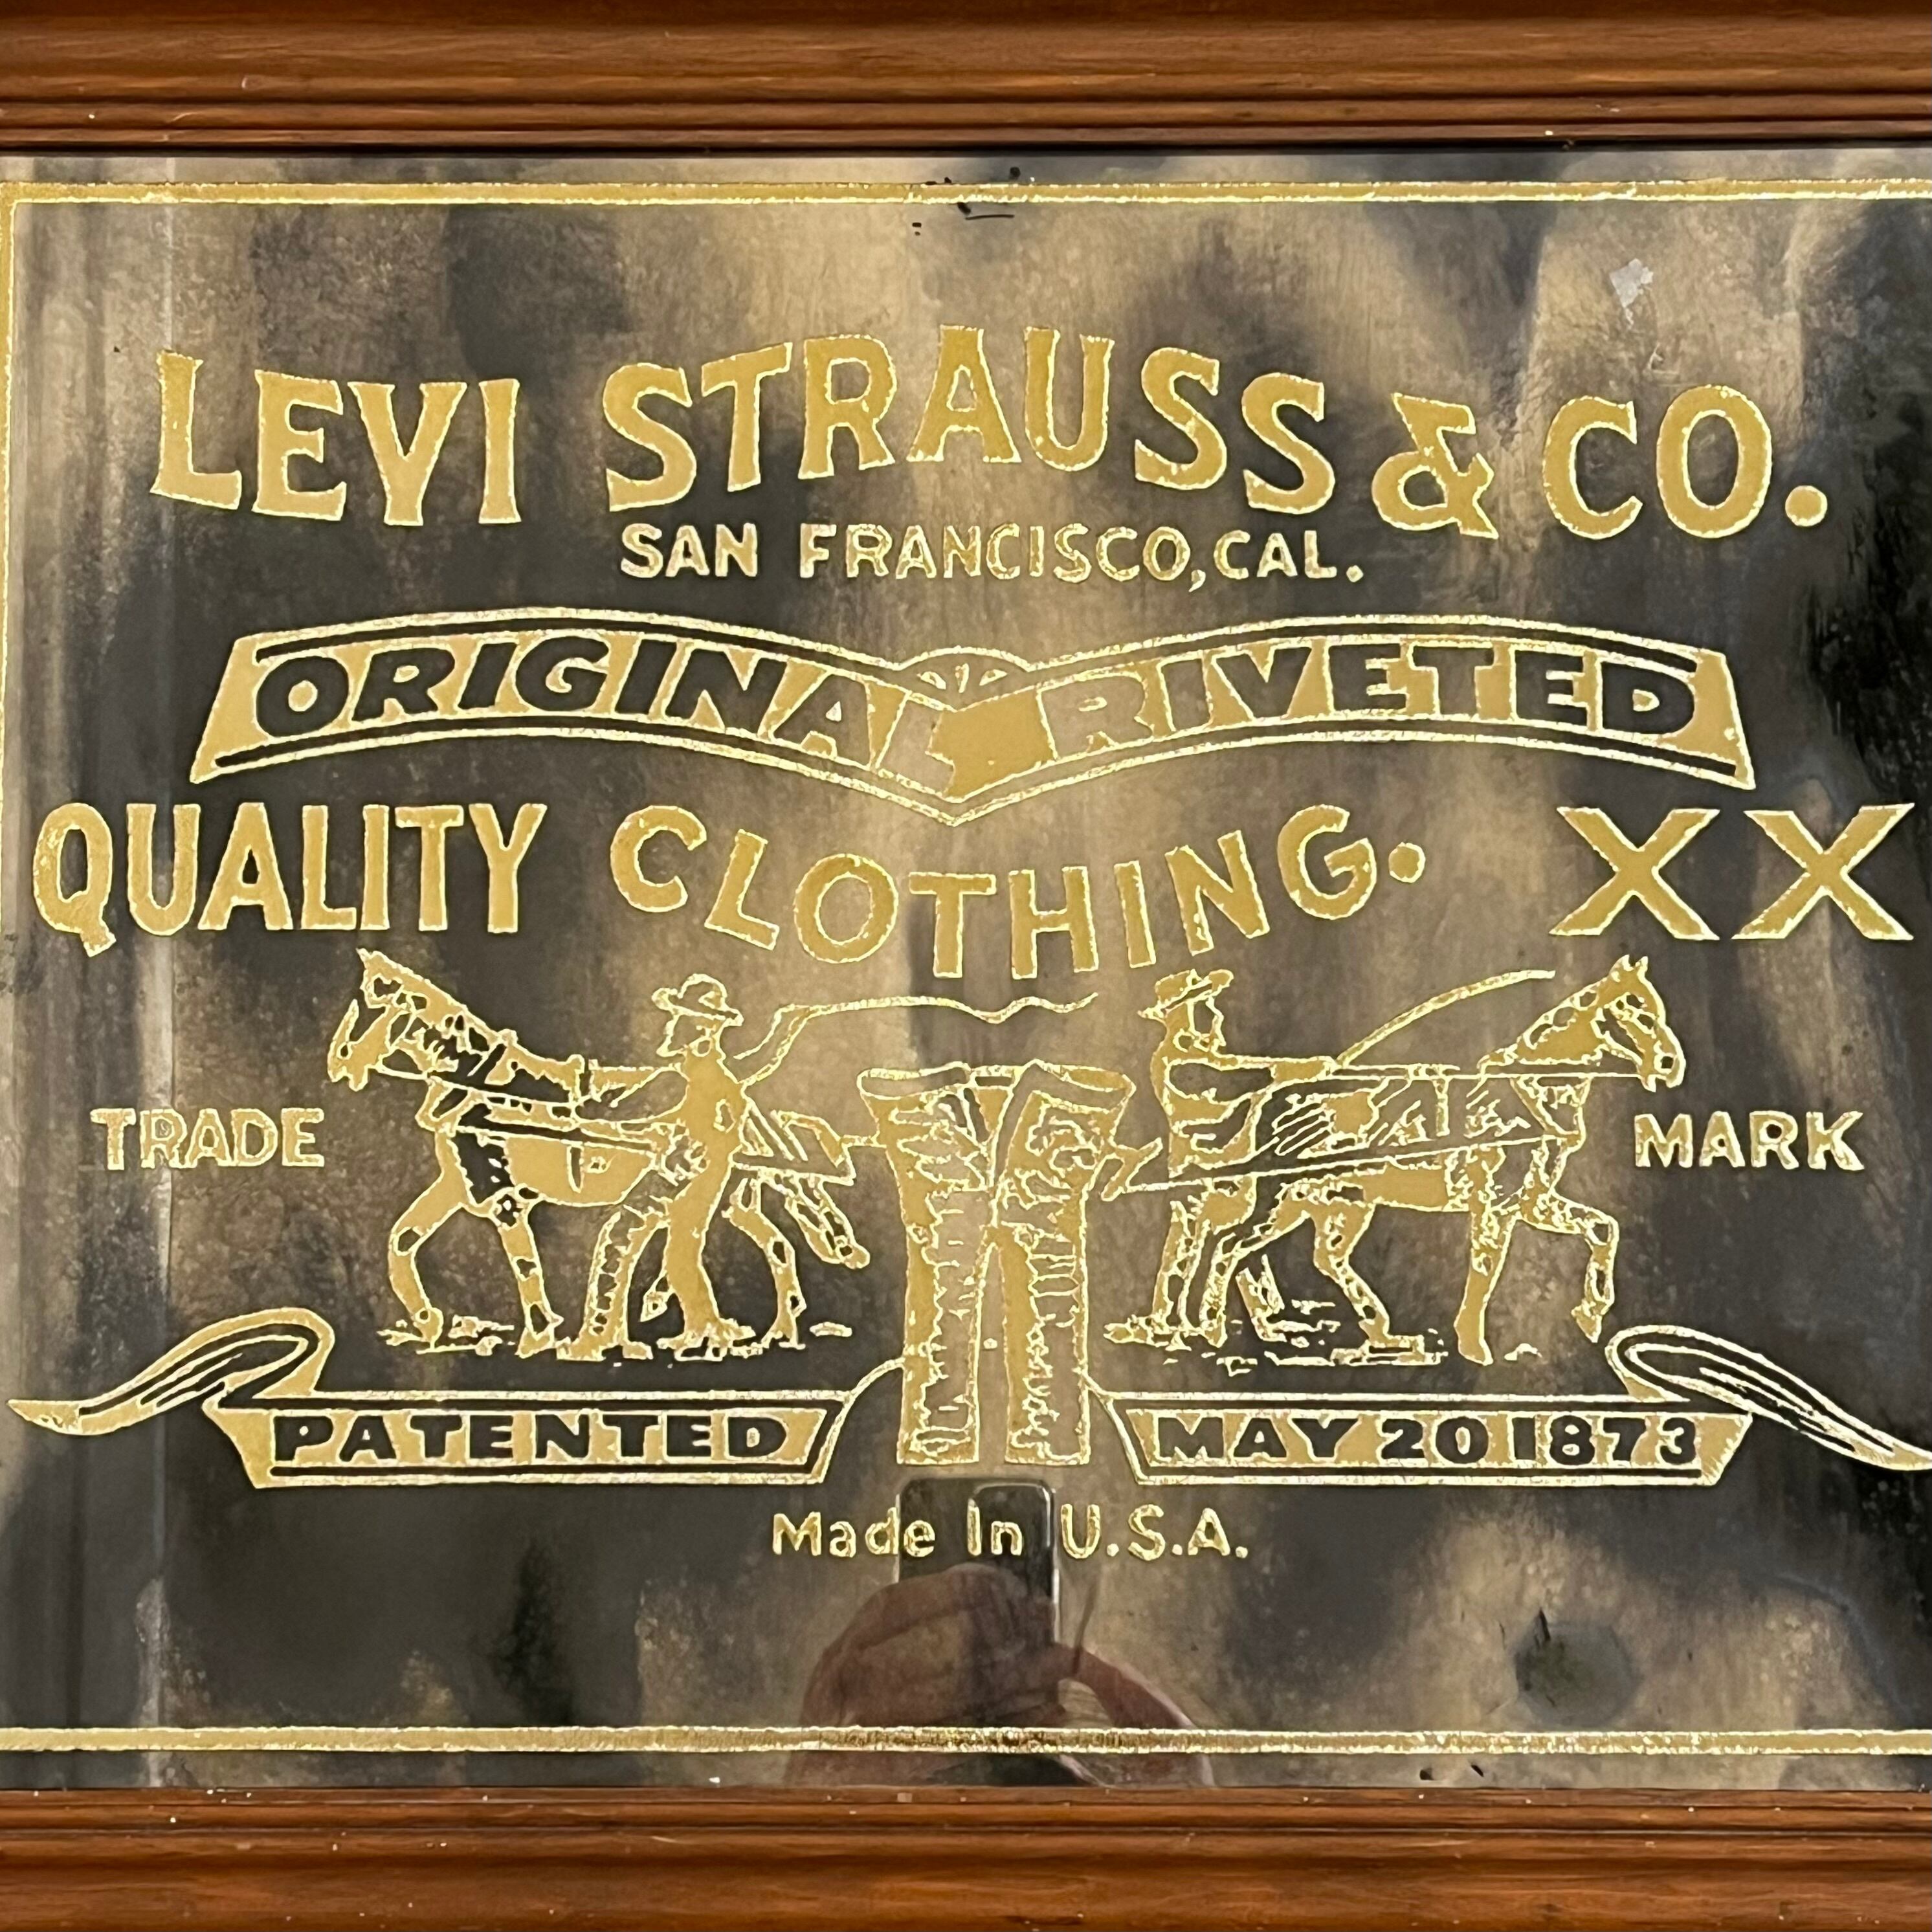 LEVI STRAUSS & CO.
SAN FRANCISCO, CAL.
ORIGINAL RIVETED
QUALITY CLOTHING. XX
TRADE MARK
PATENTED MAY 20 1873
Made In U.S.A.